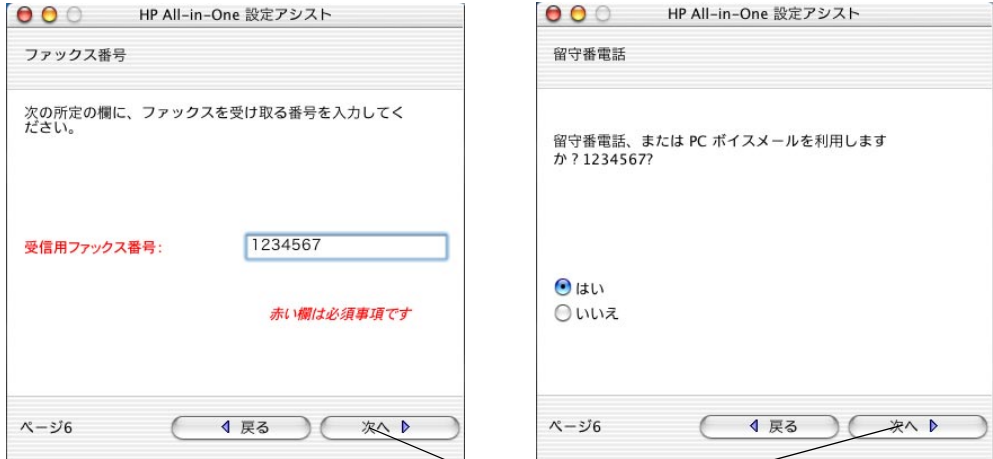 HP All-in-One 設定アシスト
ファックス番号
次の所定の欄に、ファックスを受け取る番号を入力してく
ださい。
受信用ファックス番号:
1234567
赤い欄は必須事項です
ページ6
戻る
次へ
HP All-in-One 設定アシスト
留守番電話
留守番電話、または PC ボイスメールを利用します
か？1234567?
はい
いいえ
ページ6
戻る
次へ